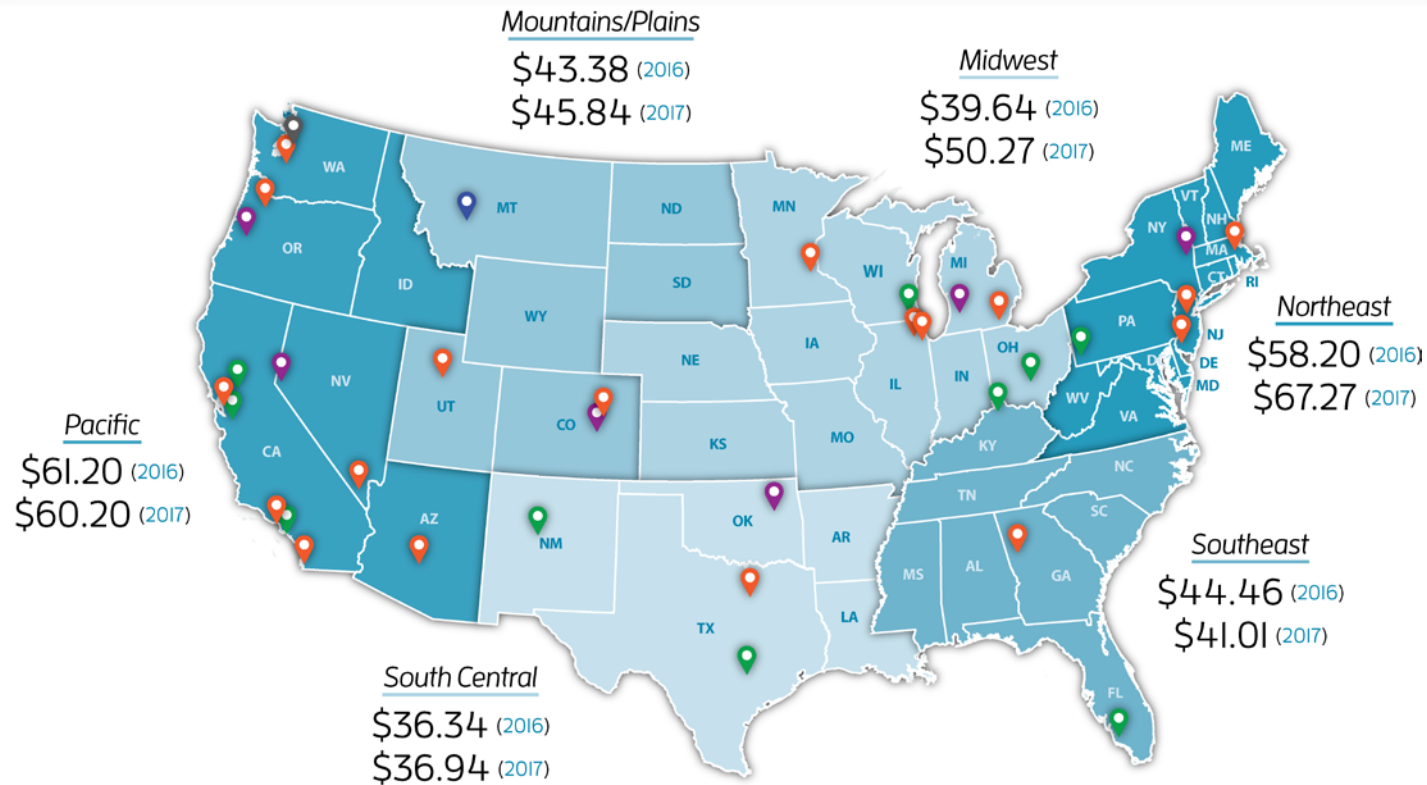 Mountains/Plains
$43.38 (2016)
$45.84 (2017)
Midwest
$39.64 (2016)
$50.27 (2017)
Northeast
$58.20 (2016)
$67.27 (2017)
Pacific
$61.20 (2016)
$60.20 (2017)
Southeast
$44.46 (2016)
$41.01 (2017)
South Central
$36.34 (2016)
$36.94 (2017)
WA
OR
ID
MT
ND
SD
WY
NE
KS
CO
UT
NV
CA
AZ
NM
OK
TX
MN
IA
MO
AR
LA
WI
MI
IL
IN
OH
KY
TN
MS
AL
GA
FL
SC
NC
VA
WV
PA
NY
VT
NH
ME
MA
CT
RI
NJ
DE
MD